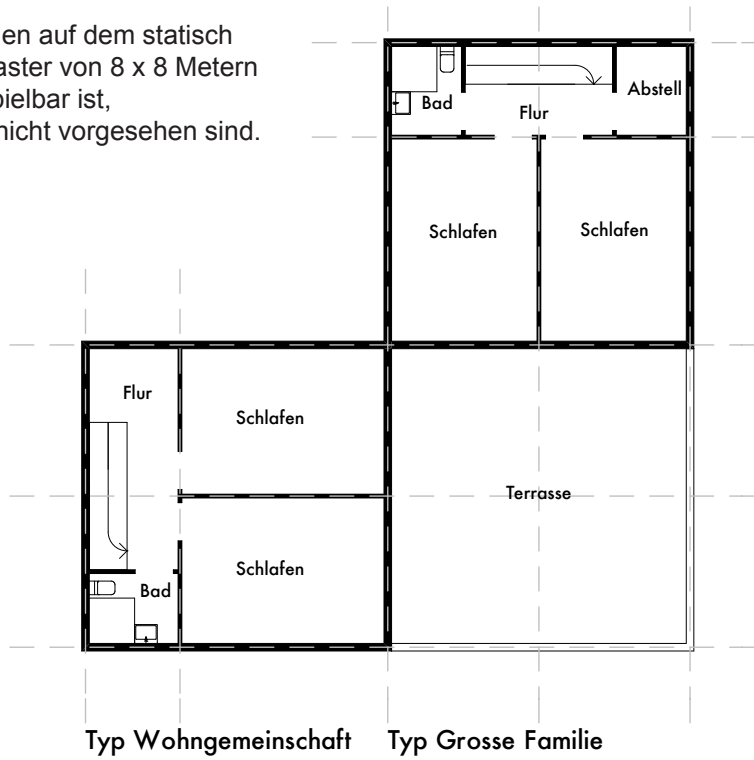 en auf dem statisch
aster von 8 x 8 Metern
pielbar ist,
nicht vorgesehen sind.
Bad
Flur
Abstell
Schlafen
Schlafen
Flur
Schlafen
Terrasse
Schlafen
Bad
Typ Wohngemeinschaft
Typ Grosse Familie